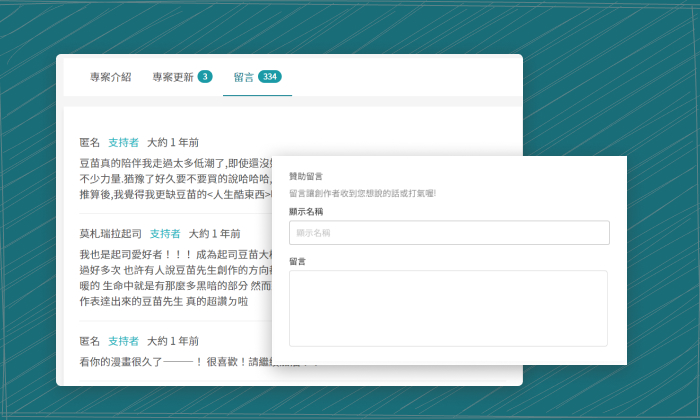 專案介紹 專案更新 3 留言 334
匿名 支持者 大約 1 年前
豆苗真的陪伴我走過太多低潮了,即使還沒
不少力量.猶豫了好久要不要買的說哈哈哈,
推算後,我覺得我更缺豆苗的<人生酷東西>
莫札瑞拉起司 支持者 大約 1 年前
我也是起司愛好者！！！ 成為起司豆苗大
過好多次 也許有人說豆苗先生創作的方向
暖的 生命中就是有那麼多黑暗的部分 然而
作表達出來的豆苗先生 真的超讚ㄉ啦
匿名 支持者 大約 1 年前
看你的漫畫很久了———！ 很喜歡！請繼
贊助留言
留言讓創作者收到您想說的話或打氣喔!
顯示名稱
顯示名稱
留言